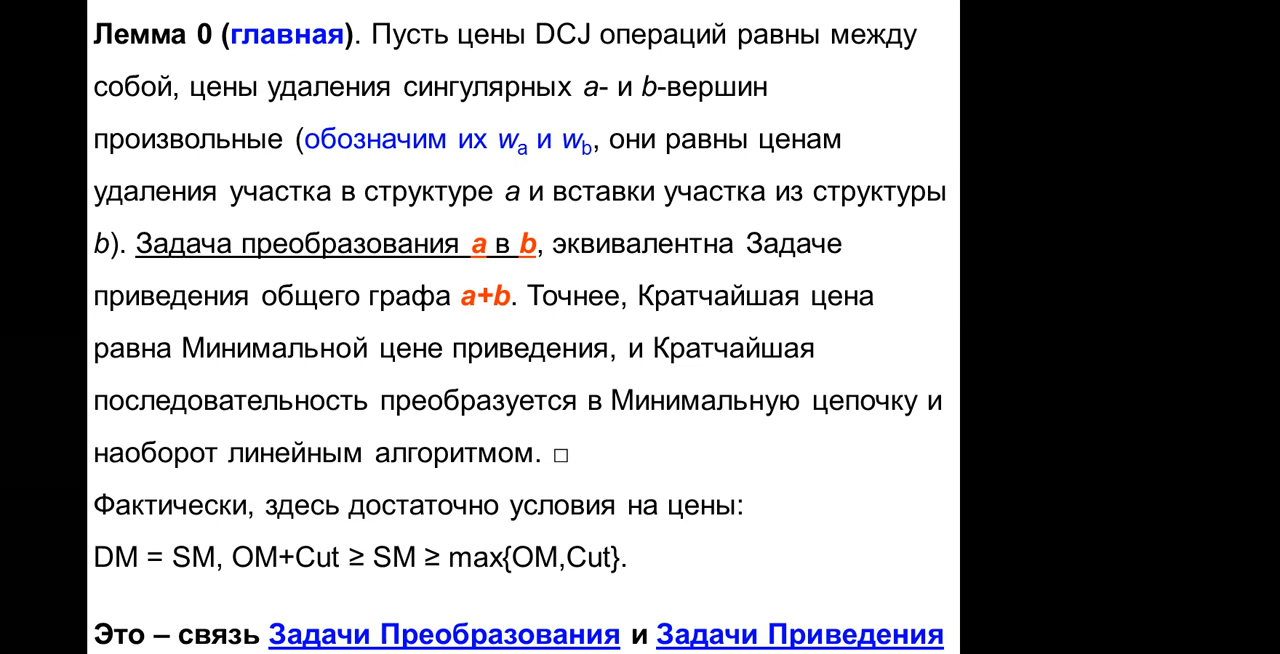 Лемма 0 (главная). Пусть цены DCJ операций равны между
собой, цены удаления сингулярных a- и b-вершин
произвольные (обозначим их wa и wb, они равны ценам
удаления участка в структуре a и вставки участка из структуры
b). Задача преобразования a в b, эквивалентна Задаче
приведения общего графа a+b. Точнее, Кратчайшая цена
равна Минимальной цене приведения, и Кратчайшая
последовательность преобразуется в Минимальную цепочку и
наоборот линейным алгоритмом. □
Фактически, здесь достаточно условия на цены:
DM = SM, OM+Cut ≥ SM ≥ max{OM,Cut}.
Это – связь Задачи Преобразования и Задачи Приведения